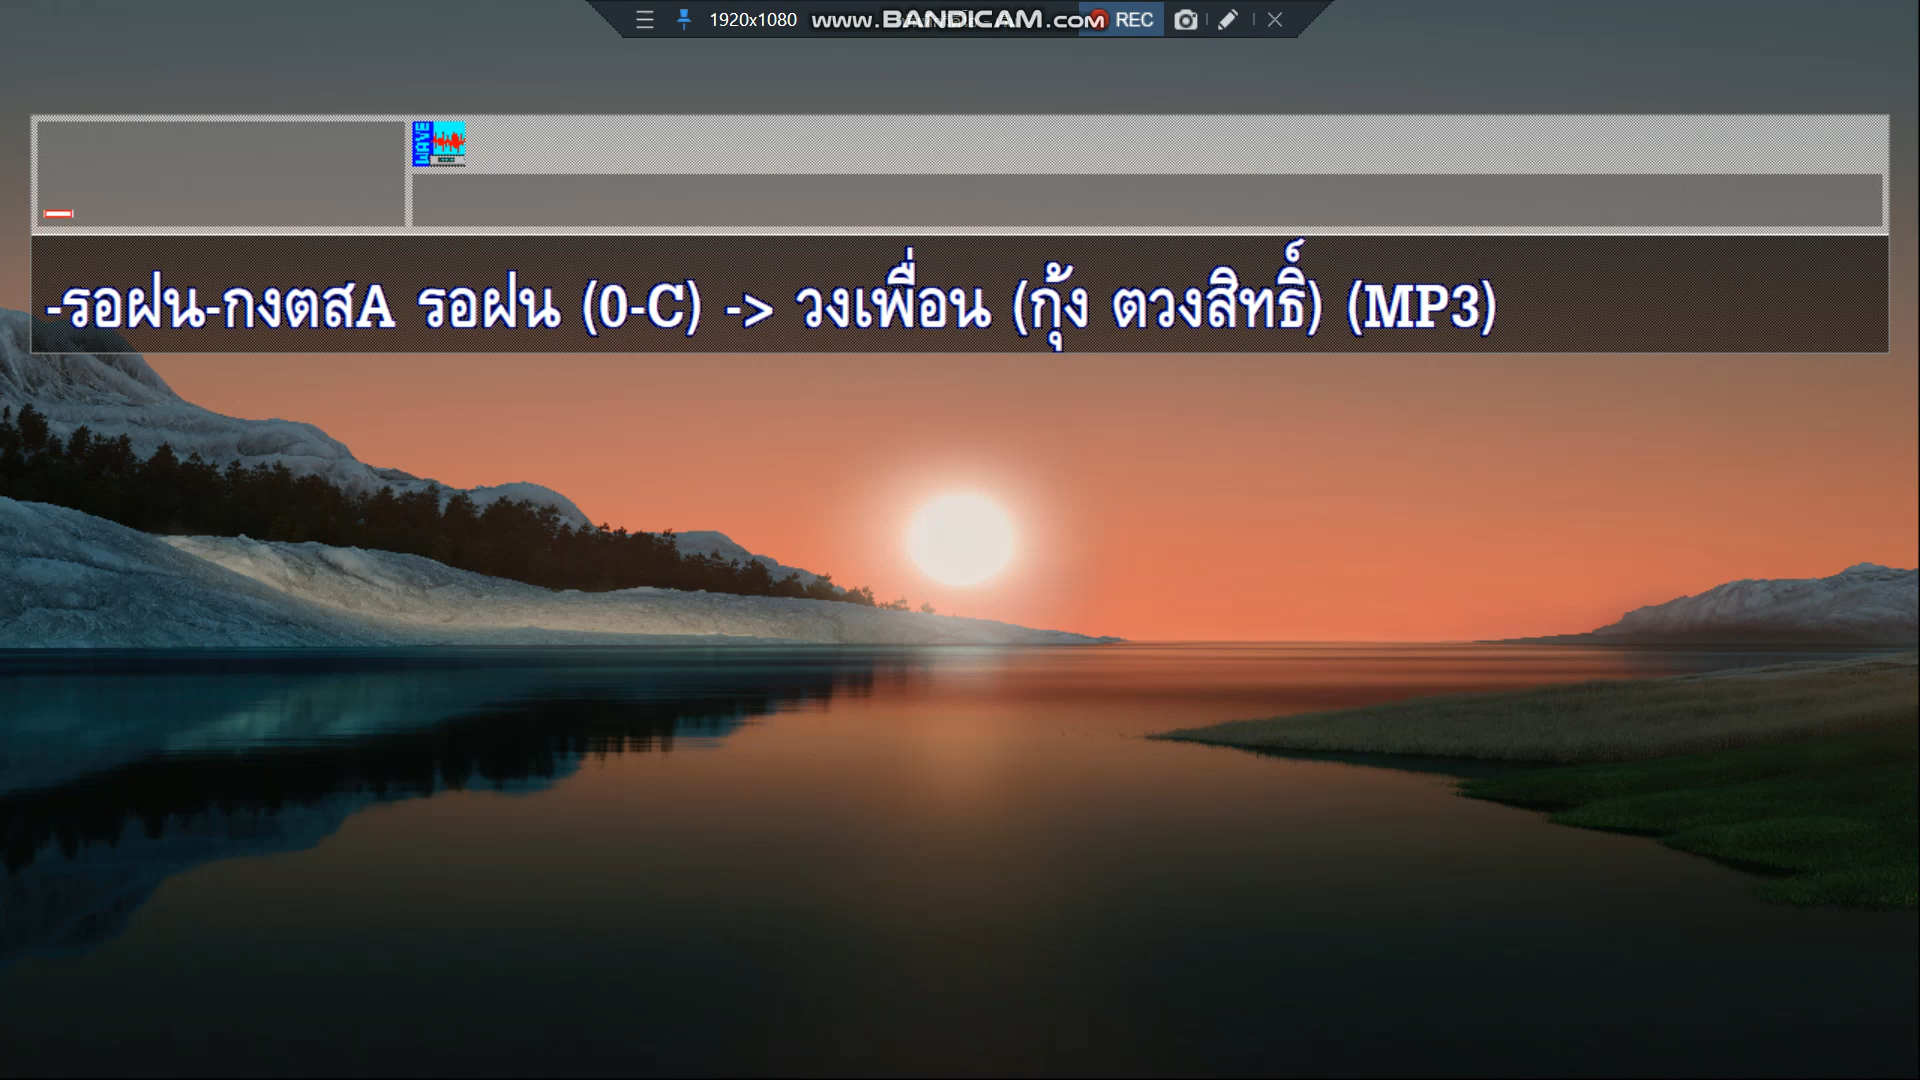 1920x1080 www.BANDICAM.com REC
WAVE
-รอฝน-กงตสA รอฝน (0-C) -> วงเพื่อน (กุ้ง ตวงสิทธิ์) (MP3)